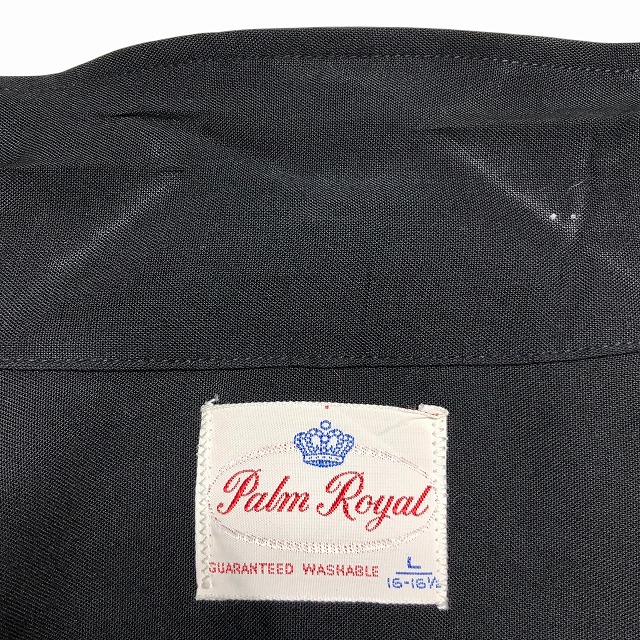 Palm Royal
GUARANTEED WASHABLE
L
16-16½